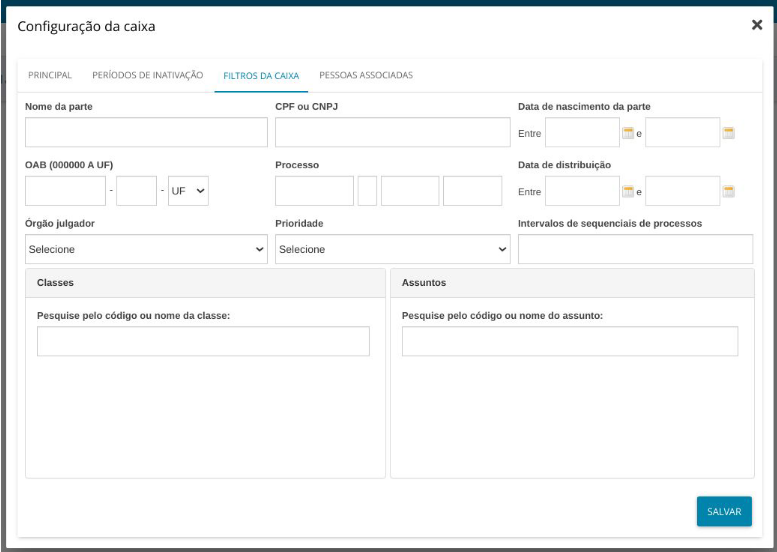 Configuração da caixa
PRINCIPAL PERÍODOS DE INATIVAÇÃO FILTROS DA CAIXA PESSOAS ASSOCIADAS
Nome da parte CPF ou CNPJ Data de nascimento da parte
Entre e
OAB (000000 A UF) Processo Data de distribuição
- - UF Entre e
Órgão julgador Prioridade Intervalos de sequenciais de processos
Selecione Selecione
Classes Assuntos
Pesquise pelo código ou nome da classe: Pesquise pelo código ou nome do assunto:
SALVAR